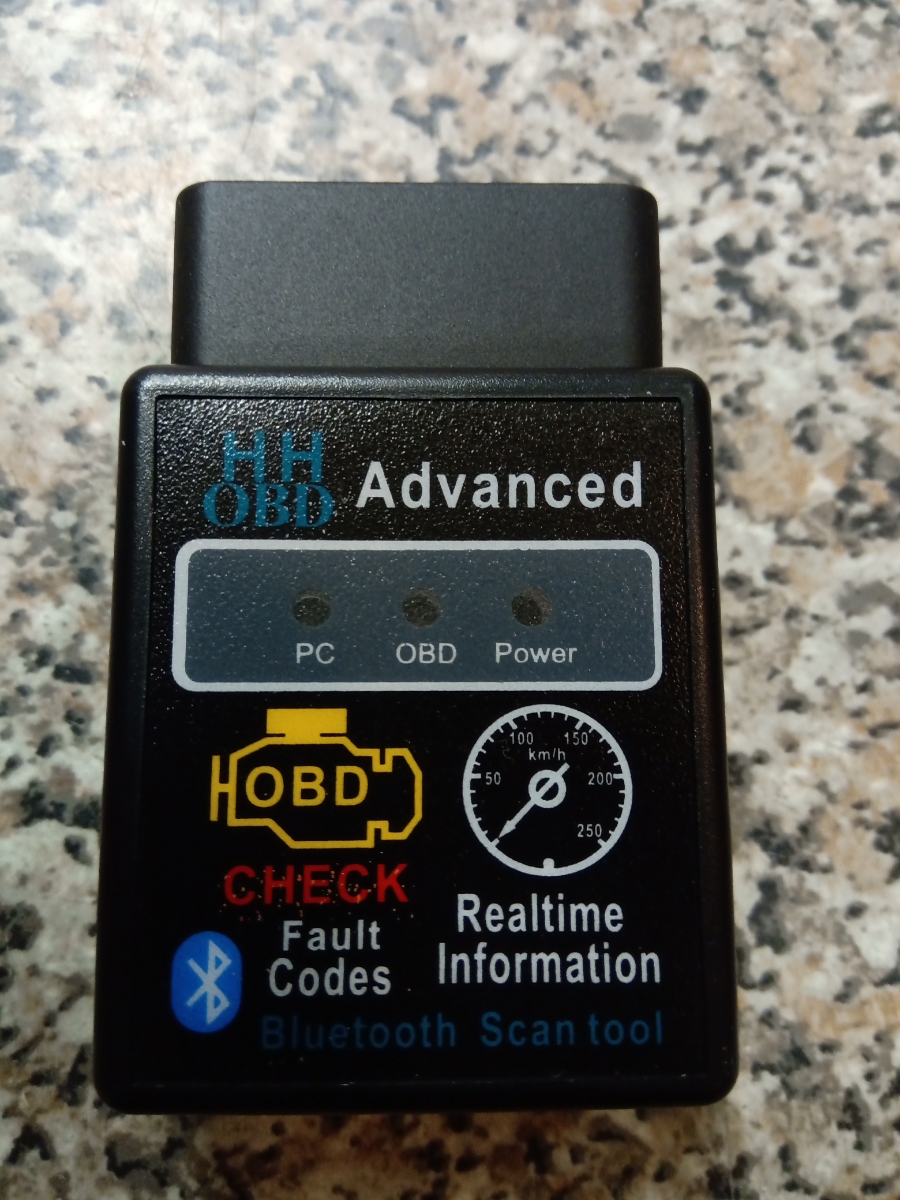 HH
OBD
Advanced
PC OBD Power
OBD
100 150
km/h
50 200
250
CHECK
Fault
Codes
Realtime
Information
Bluetooth Scan tool